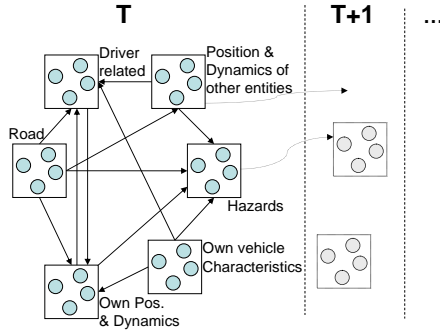 T
T+1
...
Driver
related
Position &
Dynamics of
other entities
Road
Hazards
Own vehicle
Characteristics
Own Pos.
& Dynamics